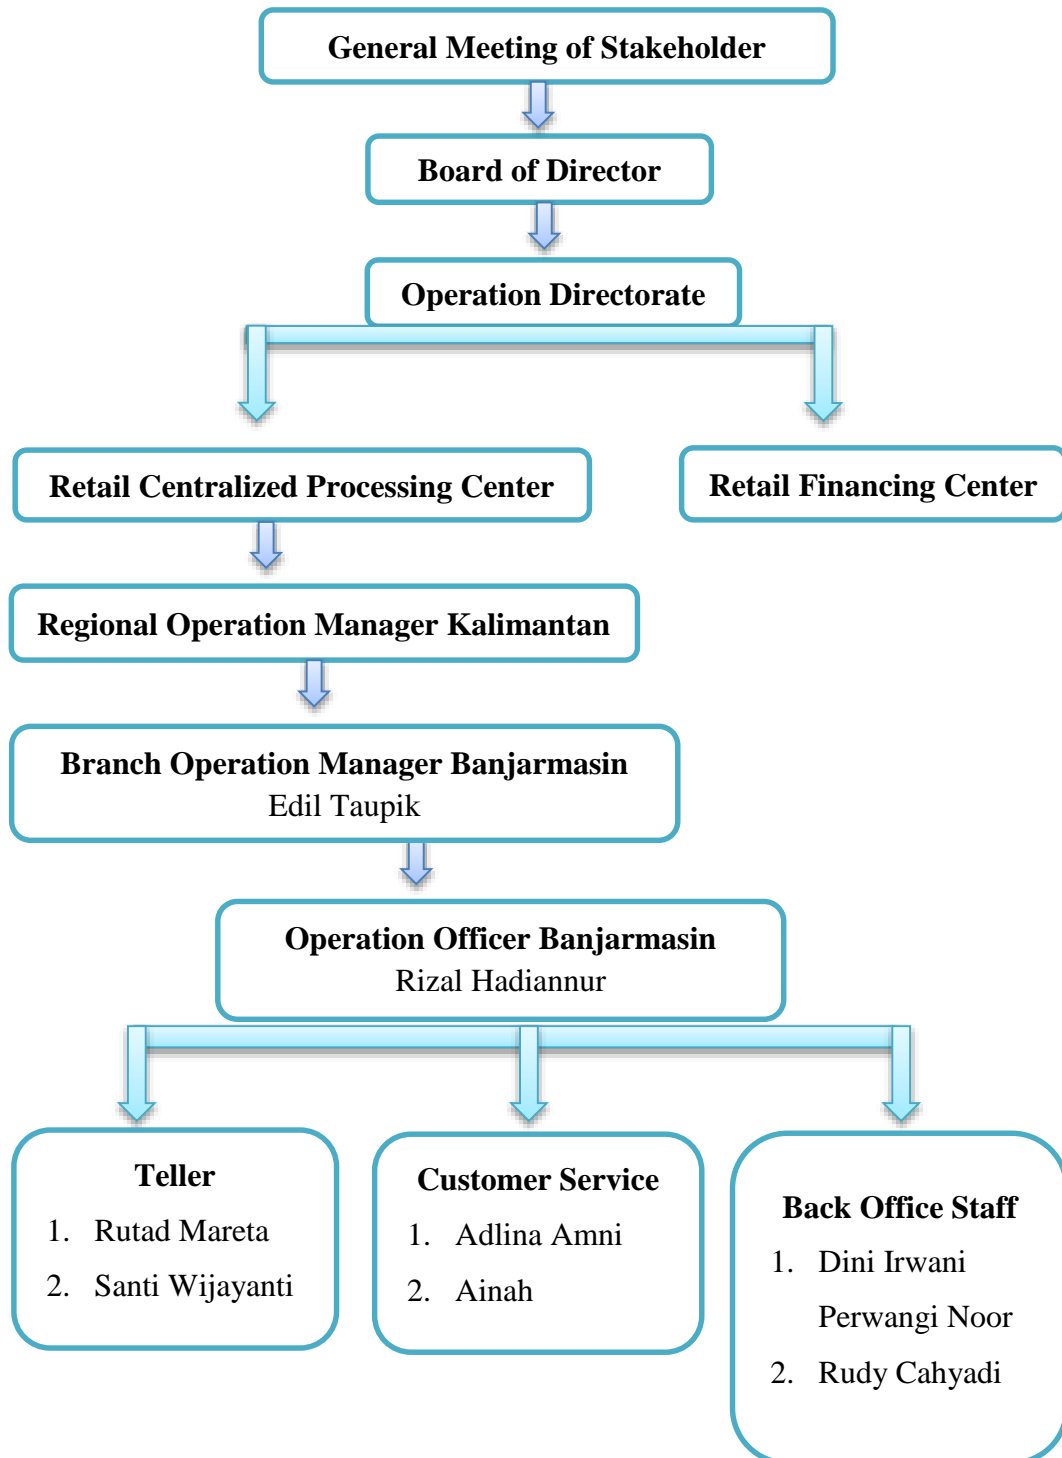 General Meeting of Stakeholder
Board of Director
Operation Directorate
Retail Centralized Processing Center
Retail Financing Center
Regional Operation Manager Kalimantan
Branch Operation Manager Banjarmasin
Edil Taupik
Operation Officer Banjarmasin
Rizal Hadiannur
Teller
1. Rutad Mareta
2. Santi Wijayanti
Customer Service
1. Adlina Amni
2. Ainah
Back Office Staff
1. Dini Irwani
Perwangi Noor
2. Rudy Cahyadi